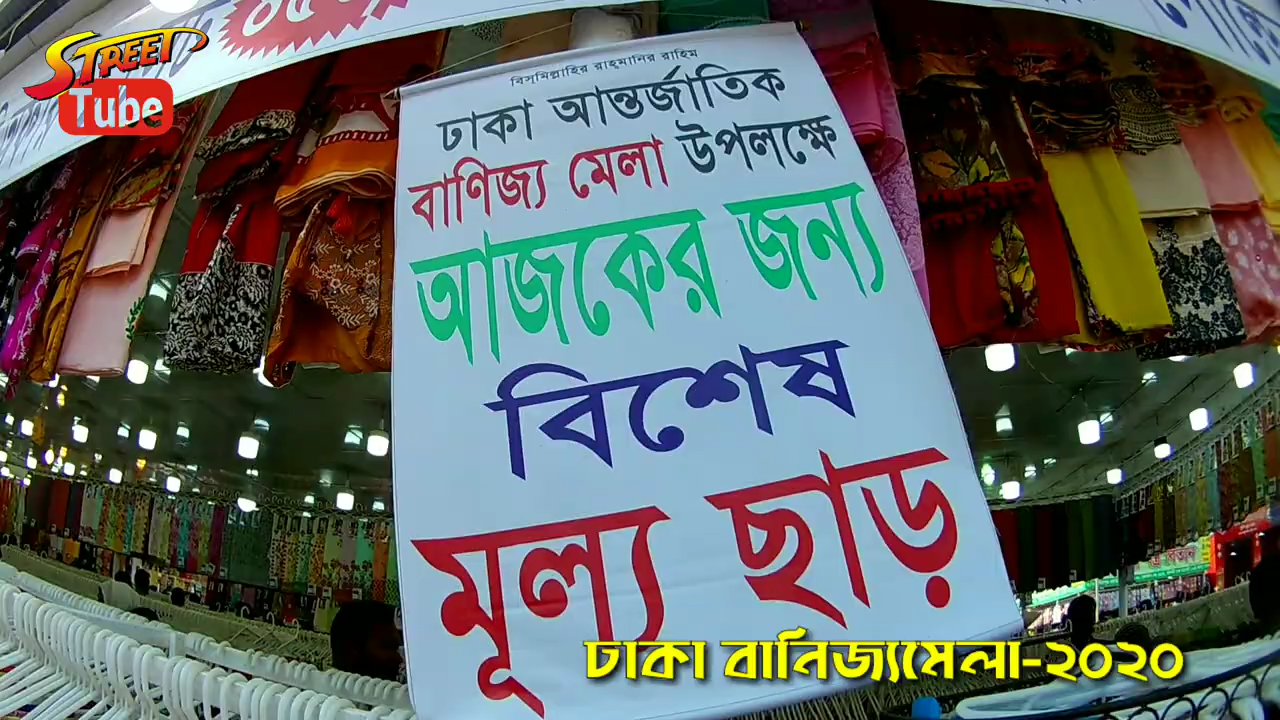 STREET
Tube
বিসমিল্লাহির রাহমানির রাহিম
ঢাকা আন্তর্জাতিক
বাণিজ্য মেলা উপলক্ষে
আজকের জন্য
বিশেষ
মূল্য ছাড়
ঢাকা বানিজ্যমেলা-২০২০